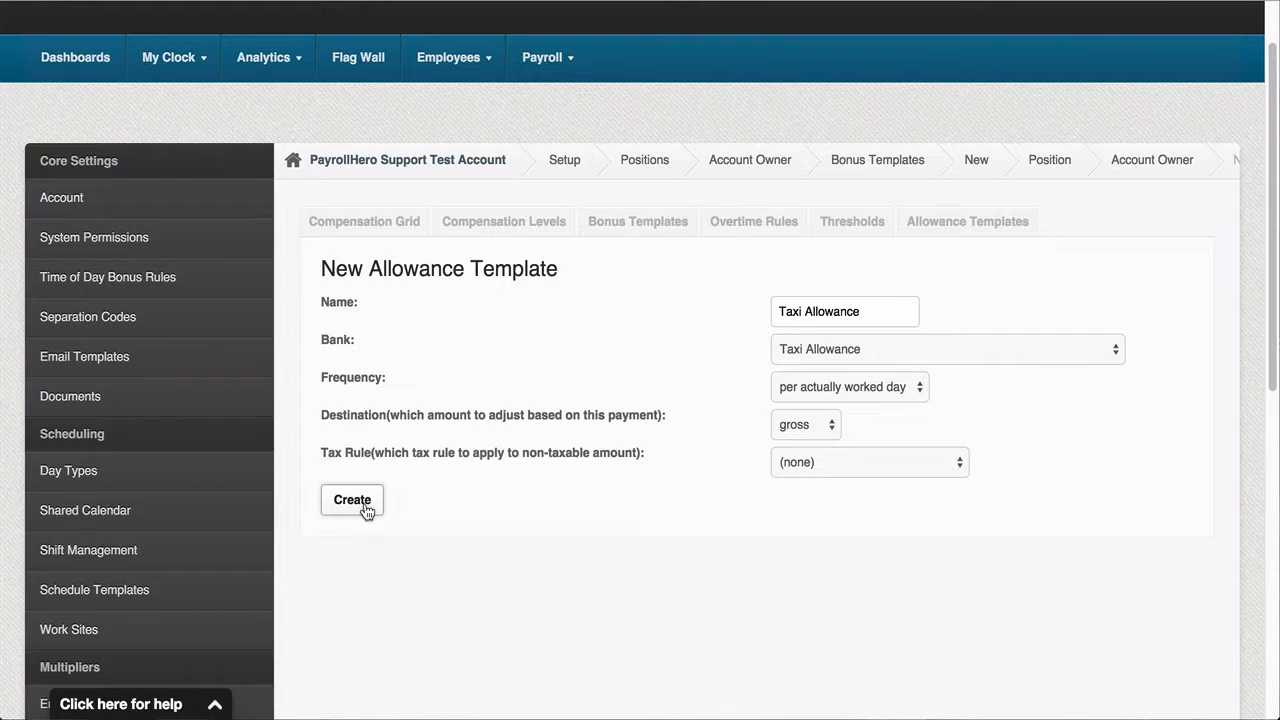 Dashboards My Clock Analytics Flag Wall Employees Payroll
Core Settings
Account
System Permissions
Time of Day Bonus Rules
Separation Codes
Email Templates
Documents
Scheduling
Day Types
Shared Calendar
Shift Management
Schedule Templates
Work Sites
Multipliers
Click here for help
PayrollHero Support Test Account Setup Positions Account Owner Bonus Templates New Position Account Owner
Compensation Grid Compensation Levels Bonus Templates Overtime Rules Thresholds Allowance Templates
New Allowance Template
Name: Taxi Allowance
Bank: Taxi Allowance
Frequency: per actually worked day
Destination(which amount to adjust based on this payment): gross
Tax Rule(which tax rule to apply to non-taxable amount): (none)
Create